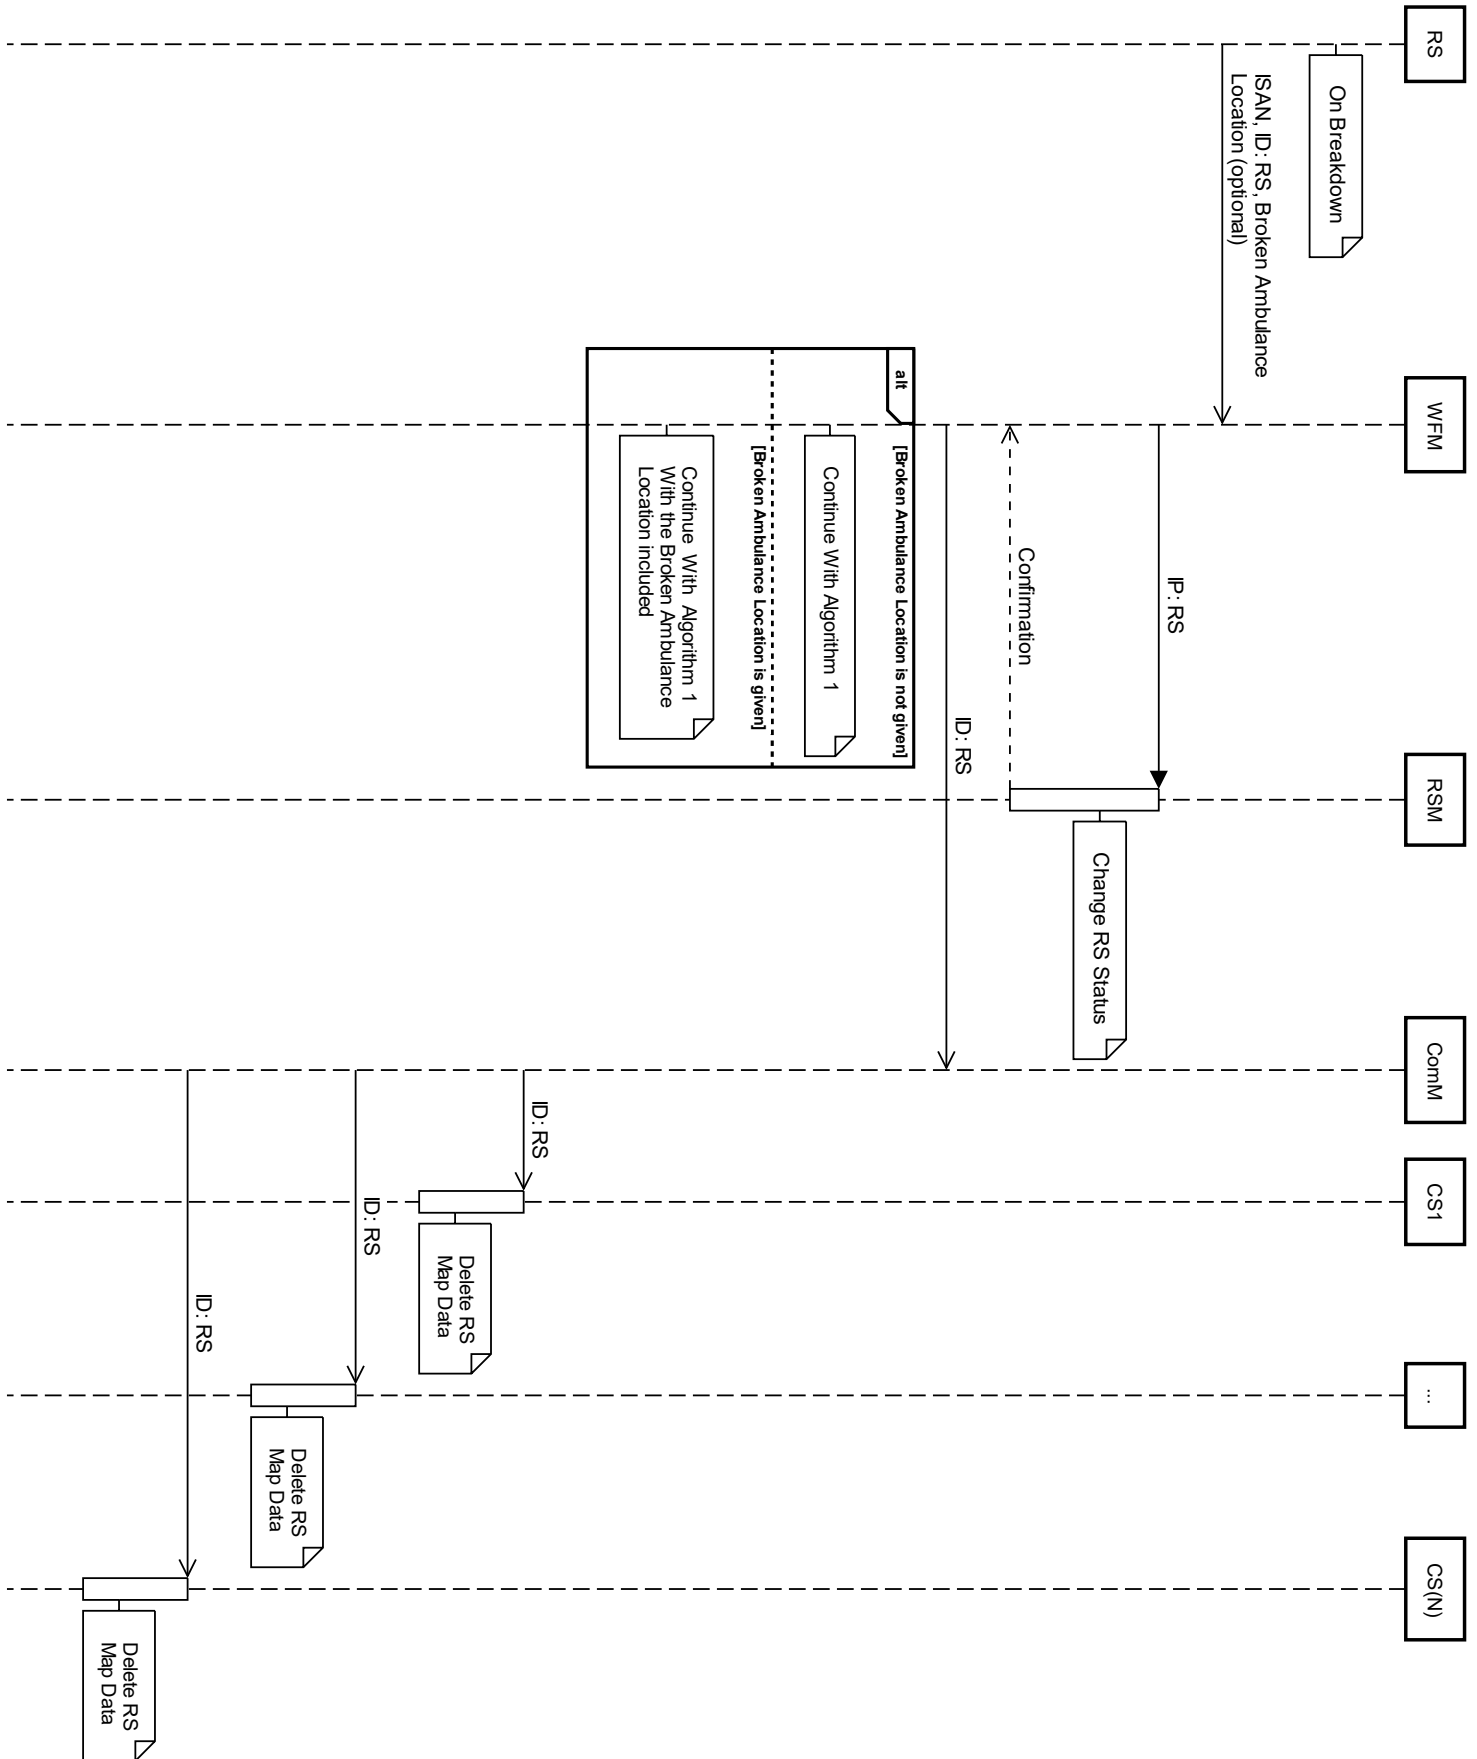 RS
WFM
RSM
ComM
CS1
...
CS(N)
On Breakdown
ISAN, ID: RS, Broken Ambulance
Location (optional)
IP: RS
Change RS Status
Confirmation
ID: RS
alt
[Broken Ambulance Location is not given]
Continue With Algorithm 1
[Broken Ambulance Location is given]
Continue With Algorithm 1
With the Broken Ambulance
Location included
ID: RS
Delete RS
Map Data
ID: RS
Delete RS
Map Data
ID: RS
Delete RS
Map Data